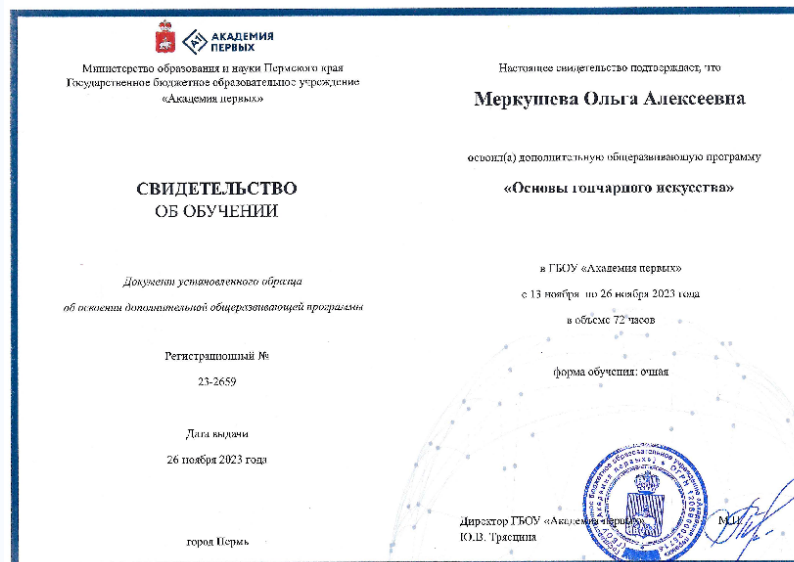 АКАДЕМИЯ
ПЕРВЫХ
Министерство образования и науки Пермского края
Государственное бюджетное образовательное учреждение
«Академия первых»
СВИДЕТЕЛЬСТВО
ОБ ОБУЧЕНИИ
Документ установленного образца
об освоении дополнительной общеразвивающей программы
Регистрационный №
23-2659
Дата выдачи
26 ноября 2023 года
город Пермь
Настоящее свидетельство подтверждает, что
Меркушева Ольга Алексеевна
освоил(а) дополнительную общеразвивающую программу
«Основы гончарного искусства»
в ГБОУ «Академия первых»
с 13 ноября по 26 ноября 2023 года
в объеме 72 часов
форма обучения: очная
Директор ГБОУ «Академия первых»
М.П.
Ю.В. Трясцина